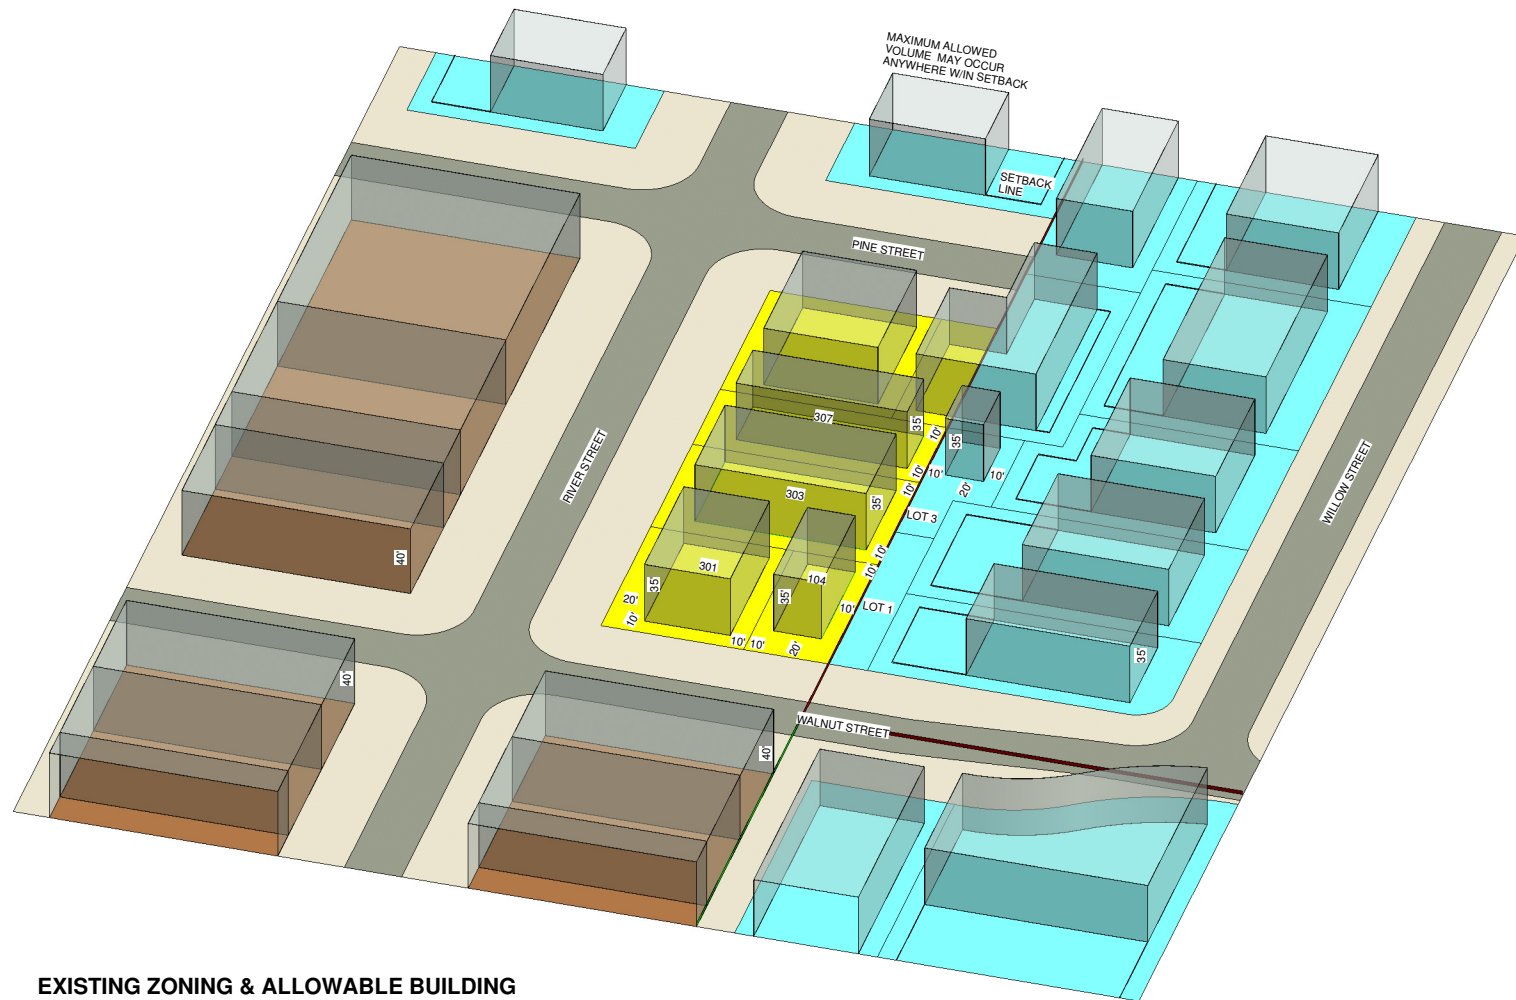 MAXIMUM ALLOWED
VOLUME MAY OCCUR
ANYWHERE W/IN SETBACK
SETBACK
LINE
PINE STREET
RIVER STREET
WILLOW STREET
WALNUT STREET
307
35'
10'
35'
10'
10'
10'
20'
10'
303
35'
10'
LOT 3
10'
10'
301
35'
20'
10'
10'
10'
104
35'
10'
20'
LOT 1
35'
40'
40'
40'
EXISTING ZONING & ALLOWABLE BUILDING